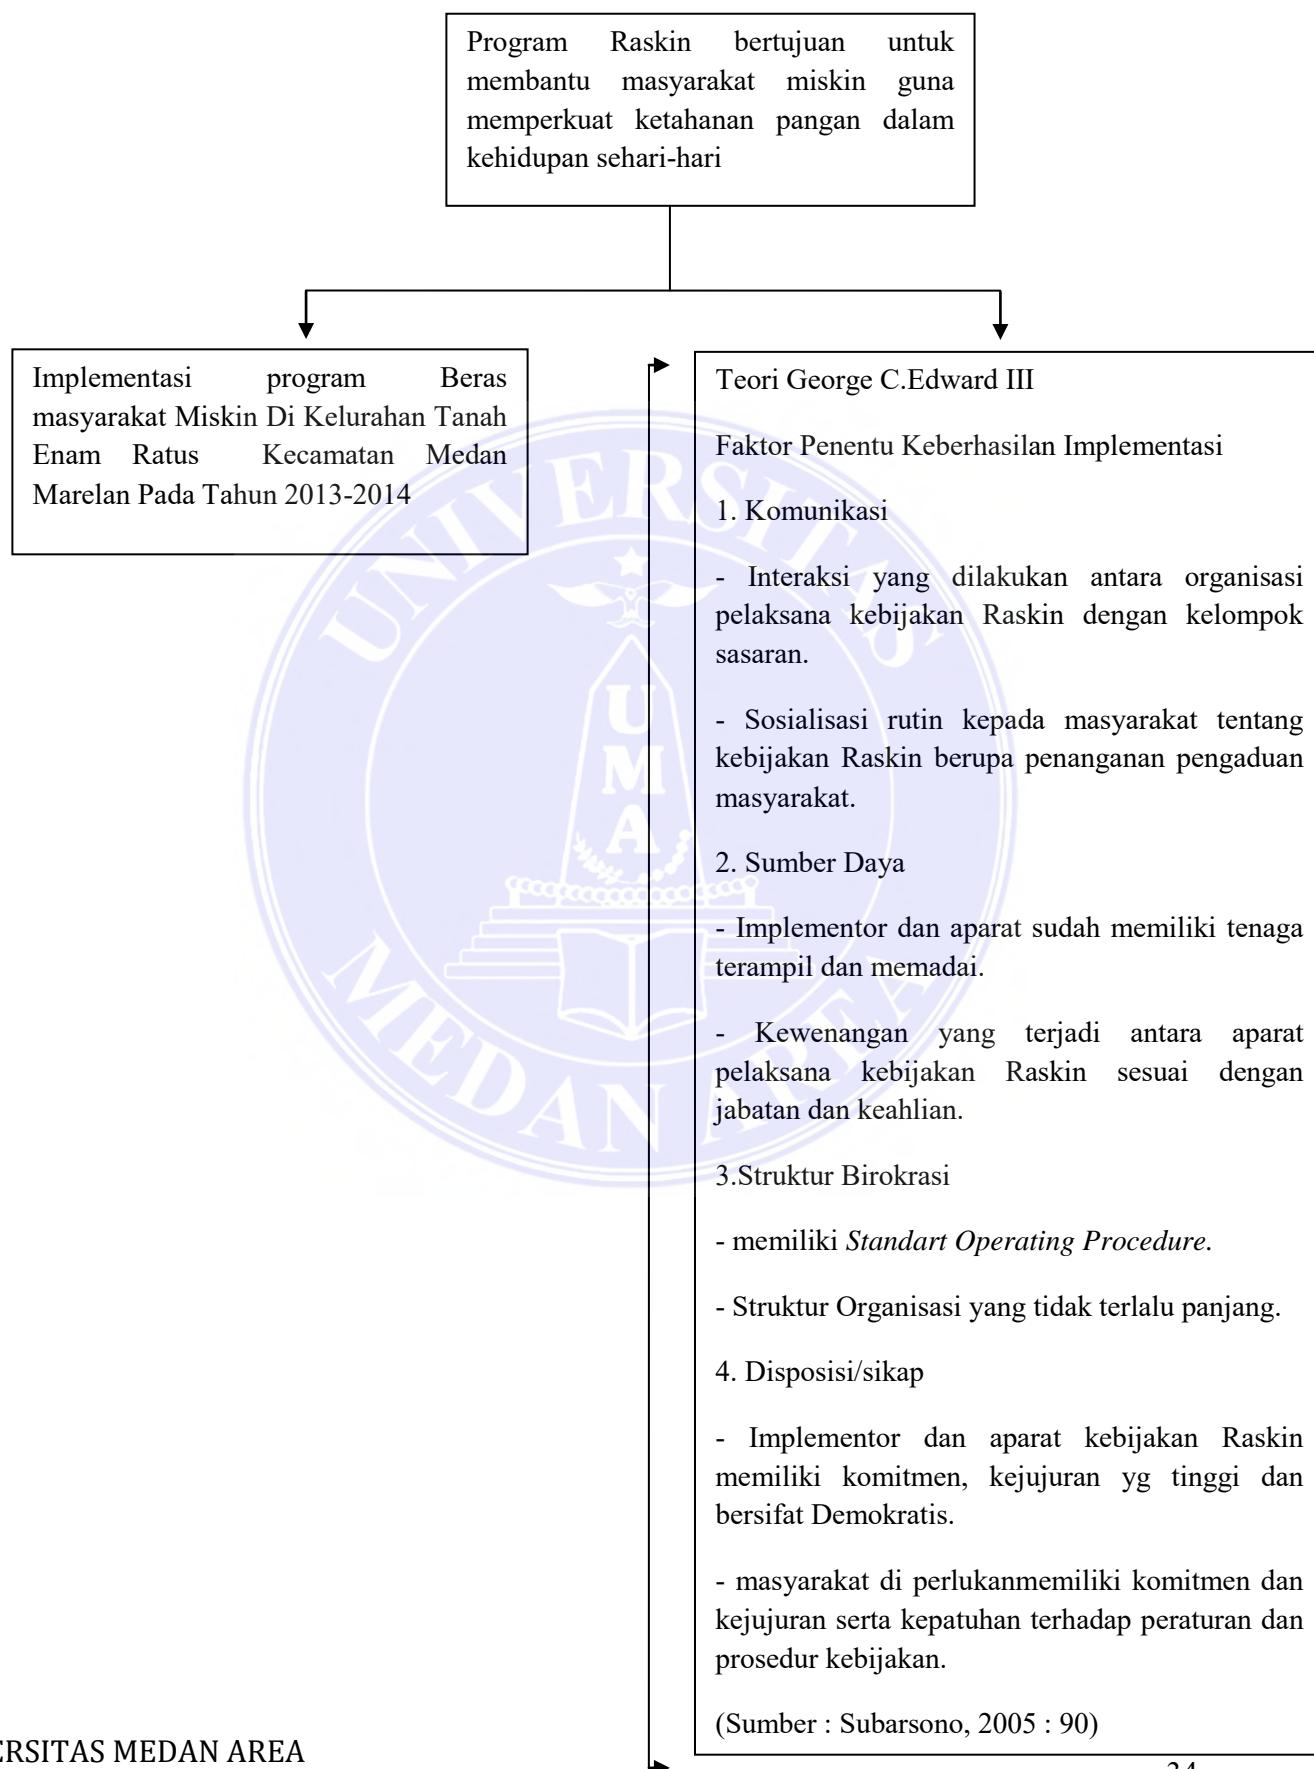 Program Raskin bertujuan untuk
membantu masyarakat miskin guna
memperkuat ketahanan pangan dalam
kehidupan sehari-hari
Implementasi program Beras
masyarakat Miskin Di Kelurahan Tanah
Enam Ratus Kecamatan Medan
Marelan Pada Tahun 2013-2014
Teori George C.Edward III
Faktor Penentu Keberhasilan Implementasi
1. Komunikasi
- Interaksi yang dilakukan antara organisasi
pelaksana kebijakan Raskin dengan kelompok
sasaran.
- Sosialisasi rutin kepada masyarakat tentang
kebijakan Raskin berupa penanganan pengaduan
masyarakat.
2. Sumber Daya
- Implementor dan aparat sudah memiliki tenaga
terampil dan memadai.
- Kewenangan yang terjadi antara aparat
pelaksana kebijakan Raskin sesuai dengan
jabatan dan keahlian.
3.Struktur Birokrasi
- memiliki Standart Operating Procedure.
- Struktur Organisasi yang tidak terlalu panjang.
4. Disposisi/sikap
- Implementor dan aparat kebijakan Raskin
memiliki komitmen, kejujuran yg tinggi dan
bersifat Demokratis.
- masyarakat di perlukanmemiliki komitmen dan
kejujuran serta kepatuhan terhadap peraturan dan
prosedur kebijakan.
(Sumber : Subarsono, 2005 : 90)
UNIVERSITAS
UMA
MEDAN AREA
ERSITAS MEDAN AREA